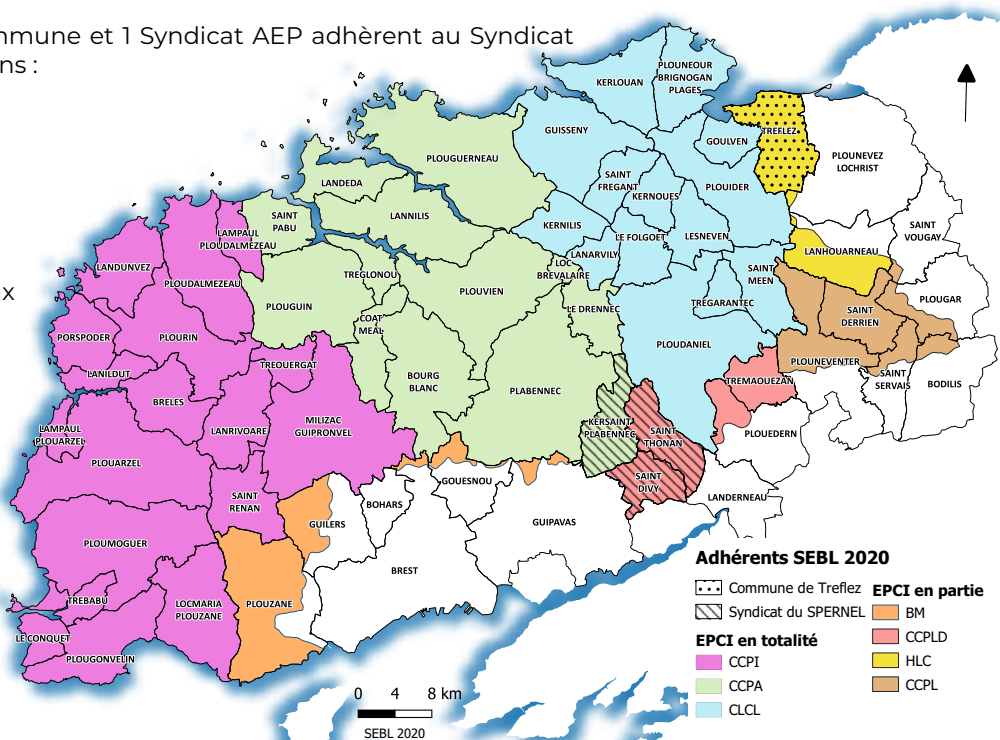 mmune et 1 Syndicat AEP adhèrent au Syndicat
ns :
ux
KERLOUAN
PLOUNEOUR
BRIGNOGAN
PLAGES
GUISSENY
GOULVEN
TREFLEZ
PLOUNEVEZ
LOCHRIST
PLOUGUERNEAU
LANDEDA
SAINT
FREGANT
KERNOUES
PLOUIDER
SAINT
PABU
LANNILIS
KERNILIS
LE FOLGOET
LESNEVEN
SAINT
VOUGAY
LAMPAUL
PLOUDALMEZEAU
LANARVILY
LANHOUARNEAU
LANDUNVEZ
PLOUDALMEZEAU
TREGLONOU
LOC
BREVALAIRE
SAINT
MEEN
PLOUVIEN
PLOUGAR
PLOUGUIN
LE DRENNEC
TREGARANTEC
SAINT
DERRIEN
COAT
MEAL
PORSPODER
PLOURIN
PLOUDANIEL
PLOUNEVENTER
TREOUERGAT
LANILDUT
BOURG
BLANC
PLABENNEC
TREMAOUEZAN
SAINT
SERVAIS
BODILIS
BRELES
LAMPAUL
PLOUARZEL
LANRIVOARE
MILIZAC
GUIPRONVEL
KERSAINT
PLABENNEC
SAINT
THONAN
PLOUEDERN
PLOUARZEL
SAINT
DIVY
SAINT
RENAN
BOHARS
GOUESNOU
LANDERNEAU
GUILERS
GUIPAVAS
PLOUMOGUER
BREST
TREBABU
LOCMARIA
PLOUZANE
PLOUZANE
LE CONQUET
PLOUGONVELIN
Adhérents SEBL 2020
Commune de Treflez
Syndicat du SPERNEL
EPCI en totalité
CCPI
CCPA
CLCL
EPCI en partie
BM
CCPLD
HLC
CCPL
0 4 8 km
SEBL 2020